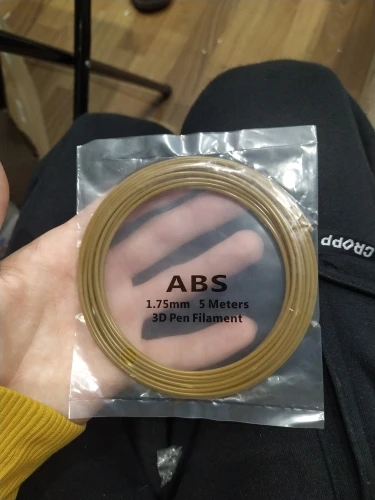 ABS
1.75mm 5 Meters
3D Pen Filament
CROPP